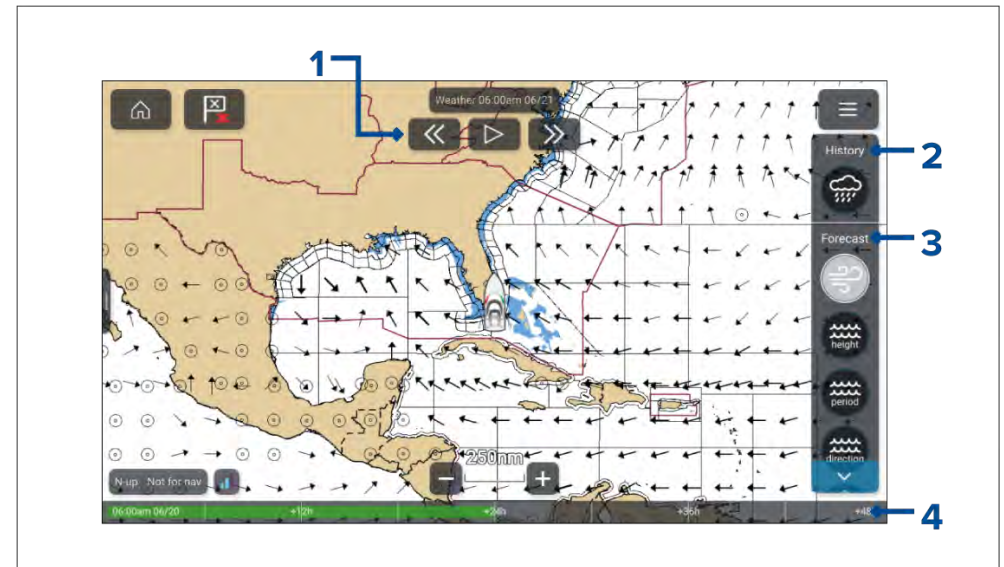 1
Weather 06:00am 06/21
History
2
Forecast
3
height
period
direction
250nm
N-up Not for nav
06:00am 06/20 +12h +24h +36h +48
4